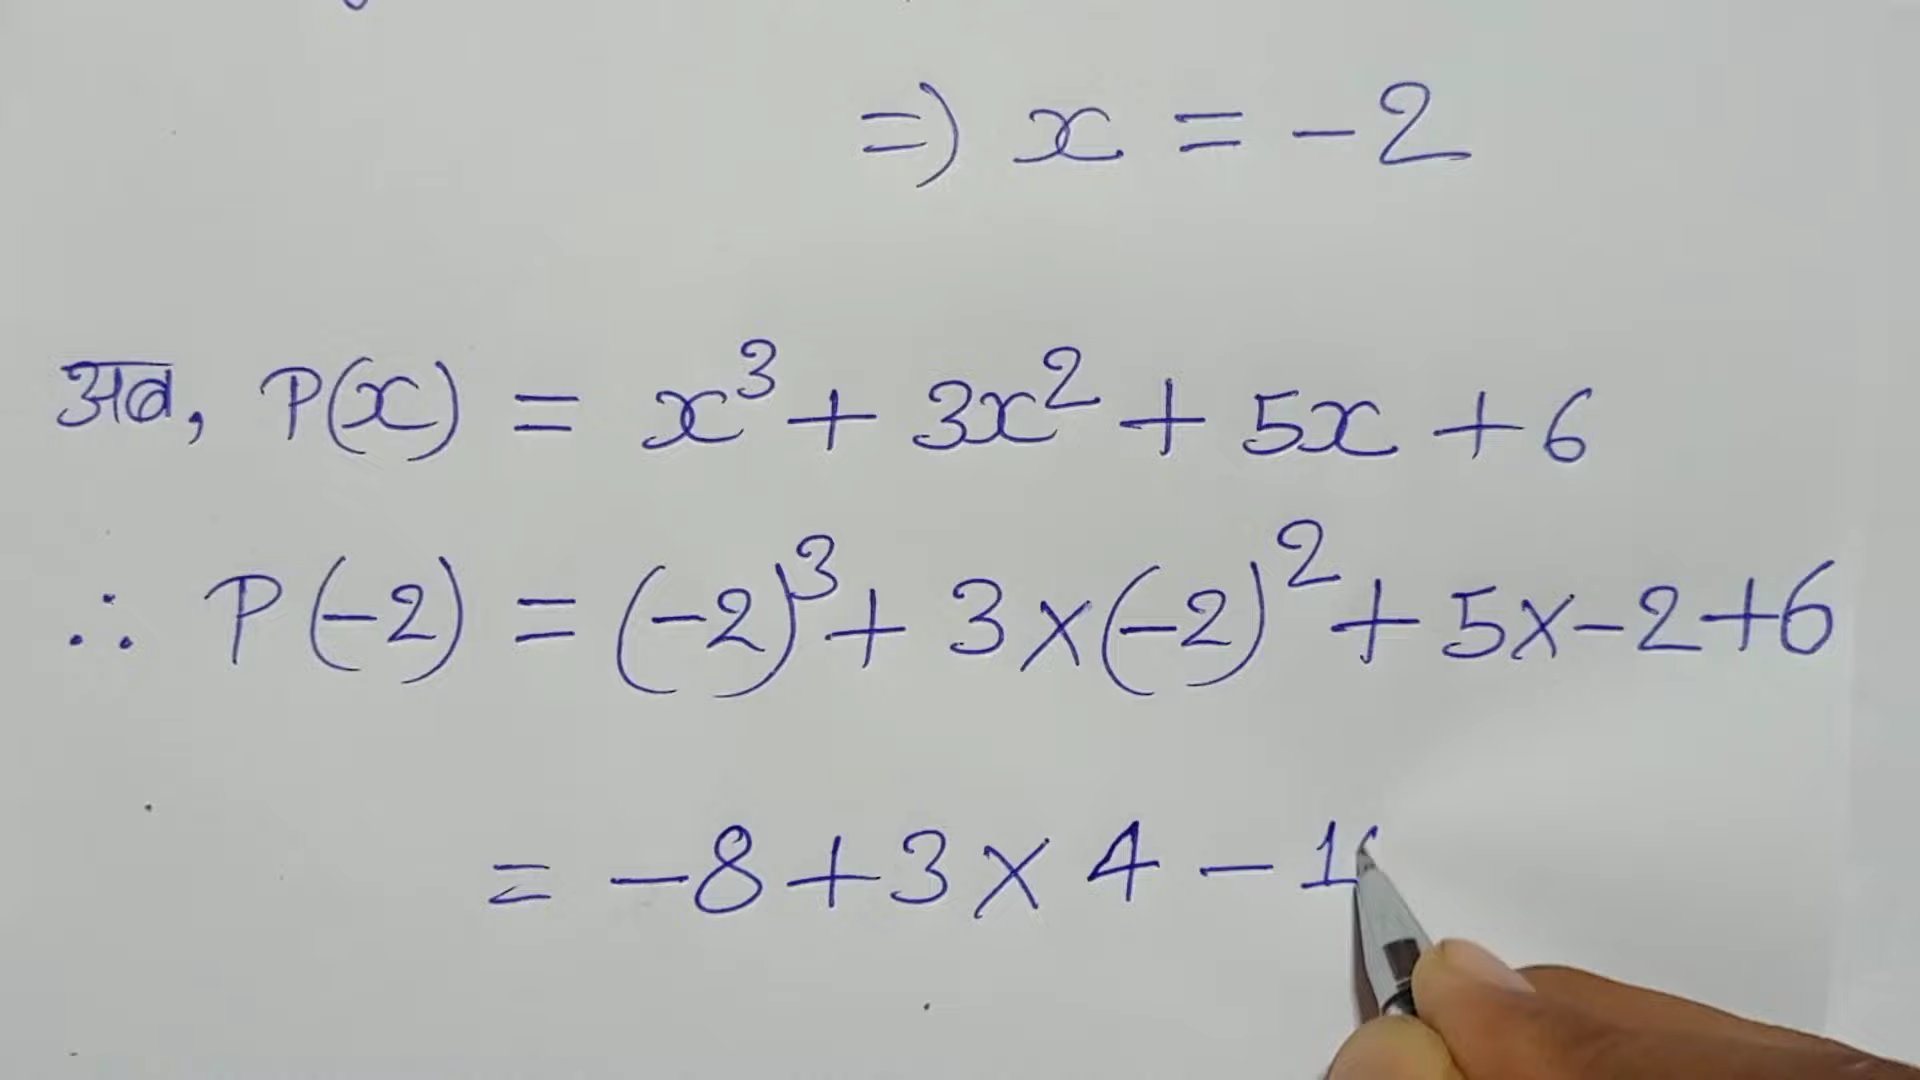 =) x = -2
अब, P(x) = x³ + 3x² + 5x + 6
∴ P(-2) = (-2)³ + 3×(-2)² + 5×-2+6
= -8+3×4-1